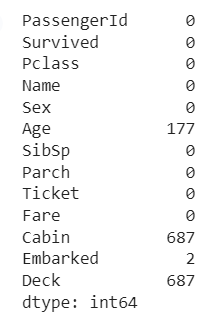 PassengerId 0
Survived 0
Pclass 0
Name 0
Sex 0
Age 177
SibSp 0
Parch 0
Ticket 0
Fare 0
Cabin 687
Embarked 2
Deck 687
dtype: int64